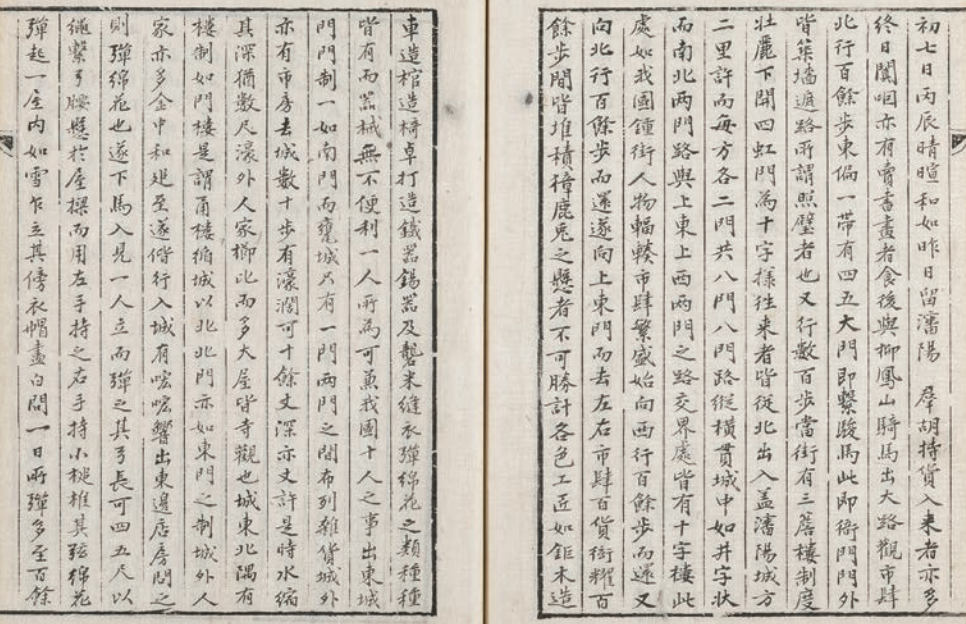 初七日丙辰晴暄和如昨日留瀋陽 羣胡持貨入來者亦多
終日闐咽亦有賣書畫者食後與柳鳳山騎馬出大路觀市肆
北行百餘步東偏一帶有四五大門即繫駿馬此即衙門門外
皆築墻遮路所謂照壁者也又行數百步當街有三簷樓制度
壯麗下開四虹門為十字樣往來者皆從北出入盖瀋陽城方
二里許而每方各二門共八門八門路縱橫貫城中如井字狀
而南北兩門路與上東上西兩門之路交界處皆有十字樓此
處如我國鍾街人物輻輳市肆繁盛始向西行百餘步而還又
向北行百餘步而還遂向上東門而去左右市肆百貨衒耀百
餘步間皆堆積獐鹿兎之懸者不可勝計各色工匠如鉅木造
車造棺造椅卓打造鐵器錫器及礱米縫衣彈綿花之類種種
皆有而器械無不便利一人所為可兼我國十人之事出東城
門門制一如南門而甕城只有一門兩門之間布列雜貨城外
亦有市房去城數十步有濠濶可十餘丈深亦丈許是時水縮
其深猶數尺濠外人家櫛比而多大屋皆寺觀也城東北隅有
樓制如門樓是謂甬樓循城以北北門亦如東門之制城外人
家亦多金中和追至遂偕行入城有㕰㕰響出東邊店房問之
則彈綿花也遂下馬入見一人立而彈之其弓長可四五尺以
繩繫弓腰懸於屋樑而用左手持之右手持小槌椎其弦綿花
彈起一屋內如雪乍立其傍衣帽盡白問一日所彈多至百餘